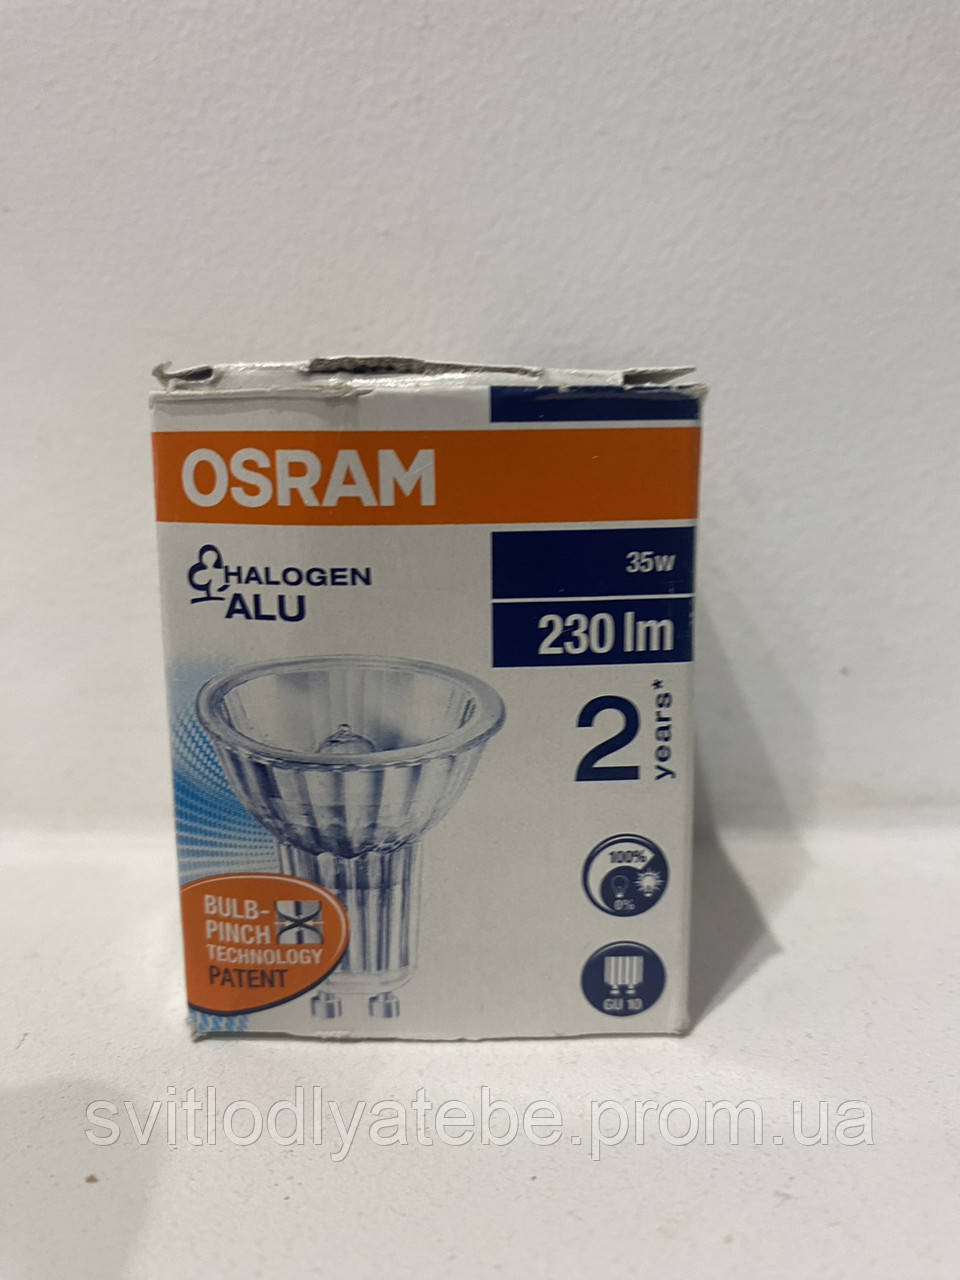 OSRAM
HALOGEN
ALU
35w
230 lm
2 years*
100%
0%
BULB-
PINCH
TECHNOLOGY
PATENT
GU 10
svitlodlyatebe.prom.ua